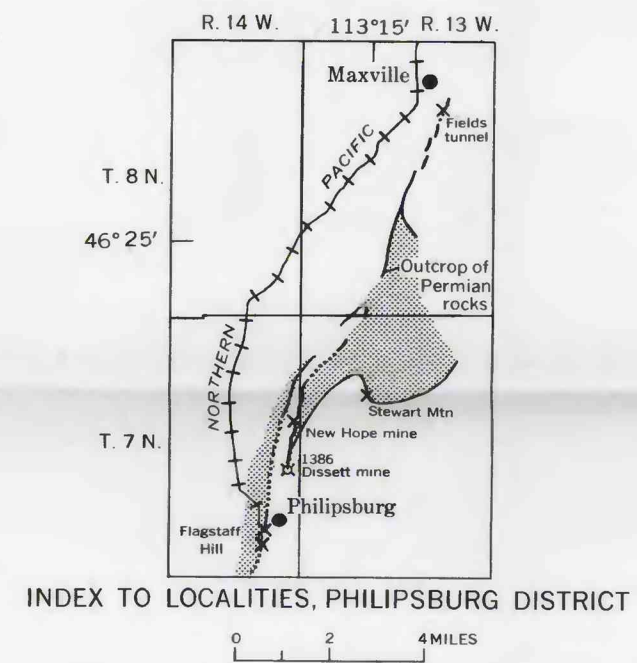 R. 14 W.
113°15' R. 13 W.
Maxville
Fields
tunnel
PACIFIC
T. 8 N.
46° 25'
Outcrop of
Permian
rocks
NORTHERN
Stewart Mtn
New Hope mine
T. 7 N.
1386
Dissett mine
Philipsburg
Flagstaff
Hill
INDEX TO LOCALITIES, PHILIPSBURG DISTRICT
0 2 4 MILES